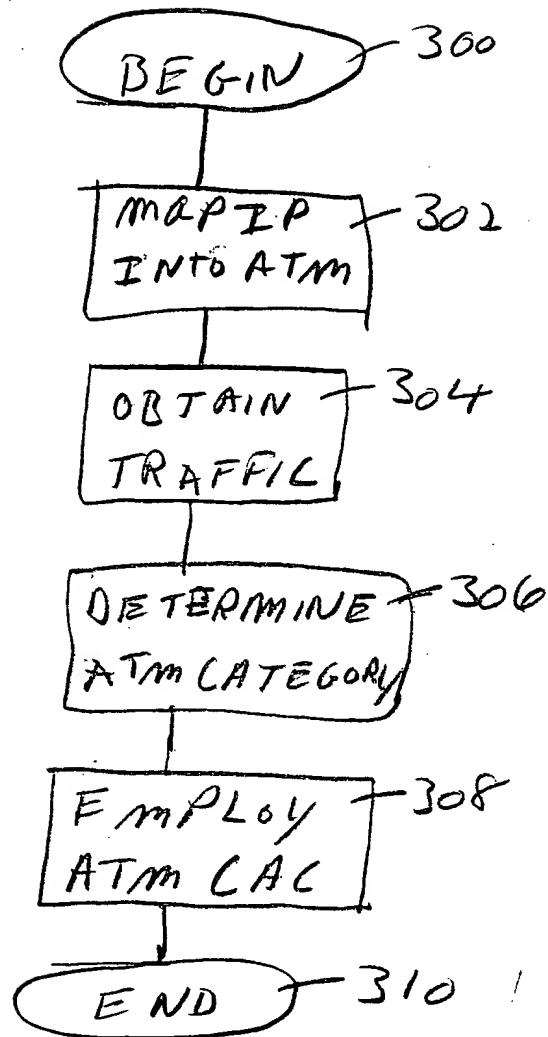 BEGIN 300
MAP IP 302
INTO ATM
OBTAIN 304
TRAFFIC
DETERMINE 306
ATM CATEGORY
EMPLOY 308
ATM CAC
END 310